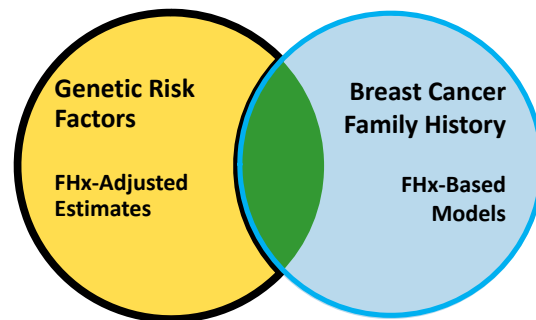 Genetic Risk
Factors
FHx-Adjusted
Estimates
Breast Cancer
Family History
FHx-Based
Models